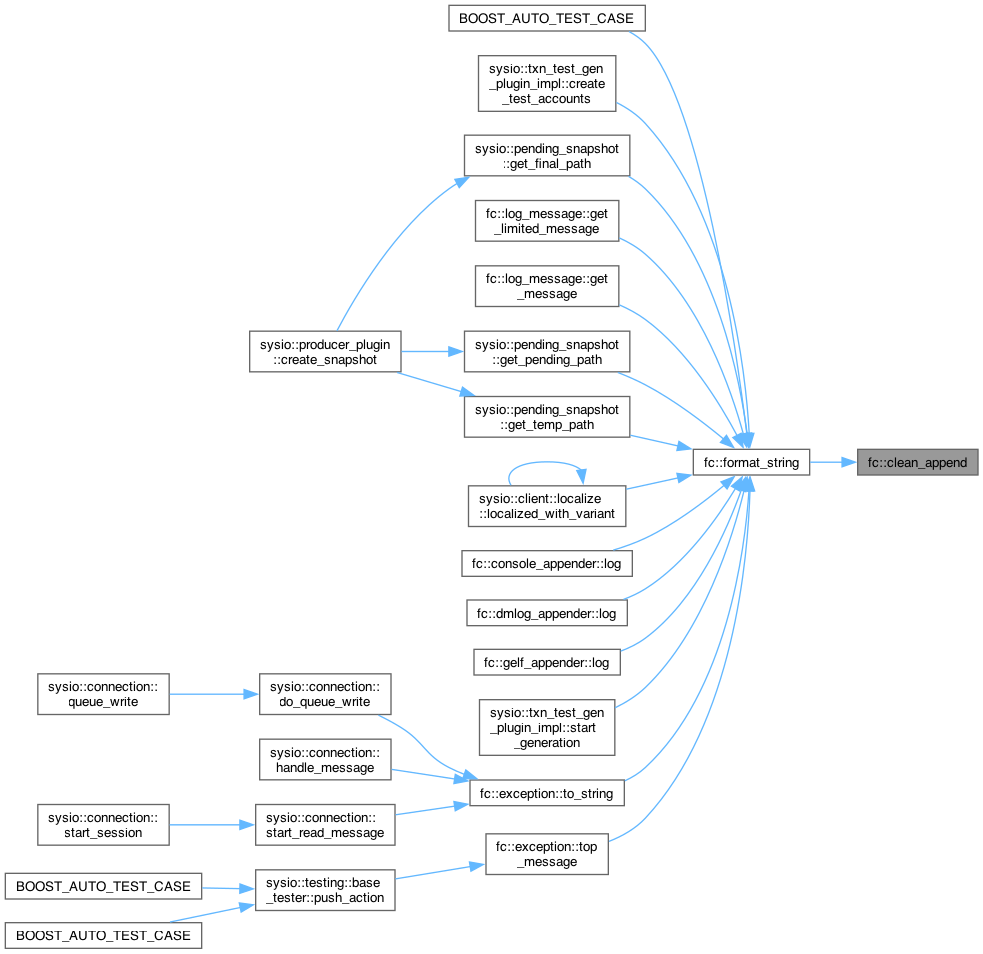 BOOST_AUTO_TEST_CASE
sysio::txn_test_gen
_plugin_impl::create
_test_accounts
sysio::pending_snapshot
::get_final_path
fc::log_message::get
_limited_message
fc::log_message::get
_message
sysio::producer_plugin
::create_snapshot
sysio::pending_snapshot
::get_pending_path
sysio::pending_snapshot
::get_temp_path
fc::format_string
fc::clean_append
sysio::client::localize
::localized_with_variant
fc::console_appender::log
fc::dmlog_appender::log
fc::gelf_appender::log
sysio::connection::
queue_write
sysio::connection::
do_queue_write
sysio::txn_test_gen
_plugin_impl::start
_generation
sysio::connection::
handle_message
fc::exception::to_string
sysio::connection::
start_session
sysio::connection::
start_read_message
fc::exception::top
_message
BOOST_AUTO_TEST_CASE
sysio::testing::base
_tester::push_action
BOOST_AUTO_TEST_CASE